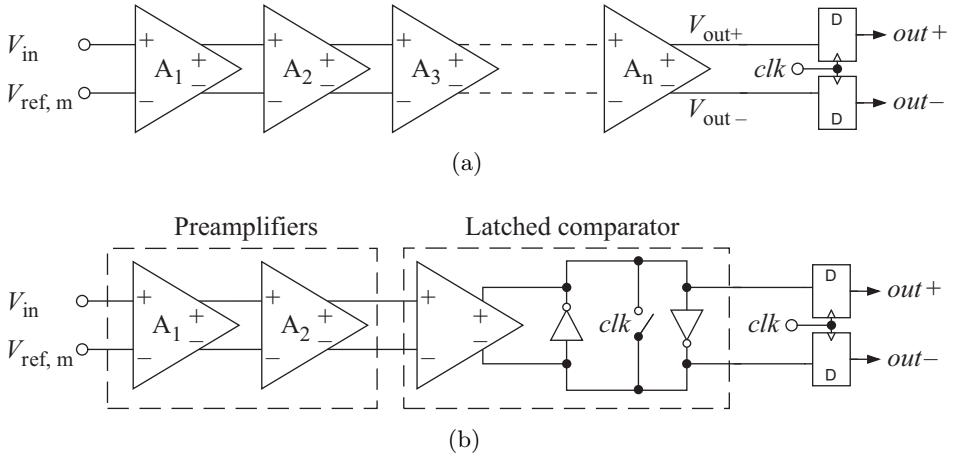 V_in + A_1 + − + A_2 + − + A_3 + − + A_n + − V_out+ D out+
clk
V_ref, m − − − − V_out− D out−
(a)
Preamplifiers Latched comparator
V_in + A_1 + − + A_2 + − + clk D out+
clk
V_ref, m − − − D out−
(b)